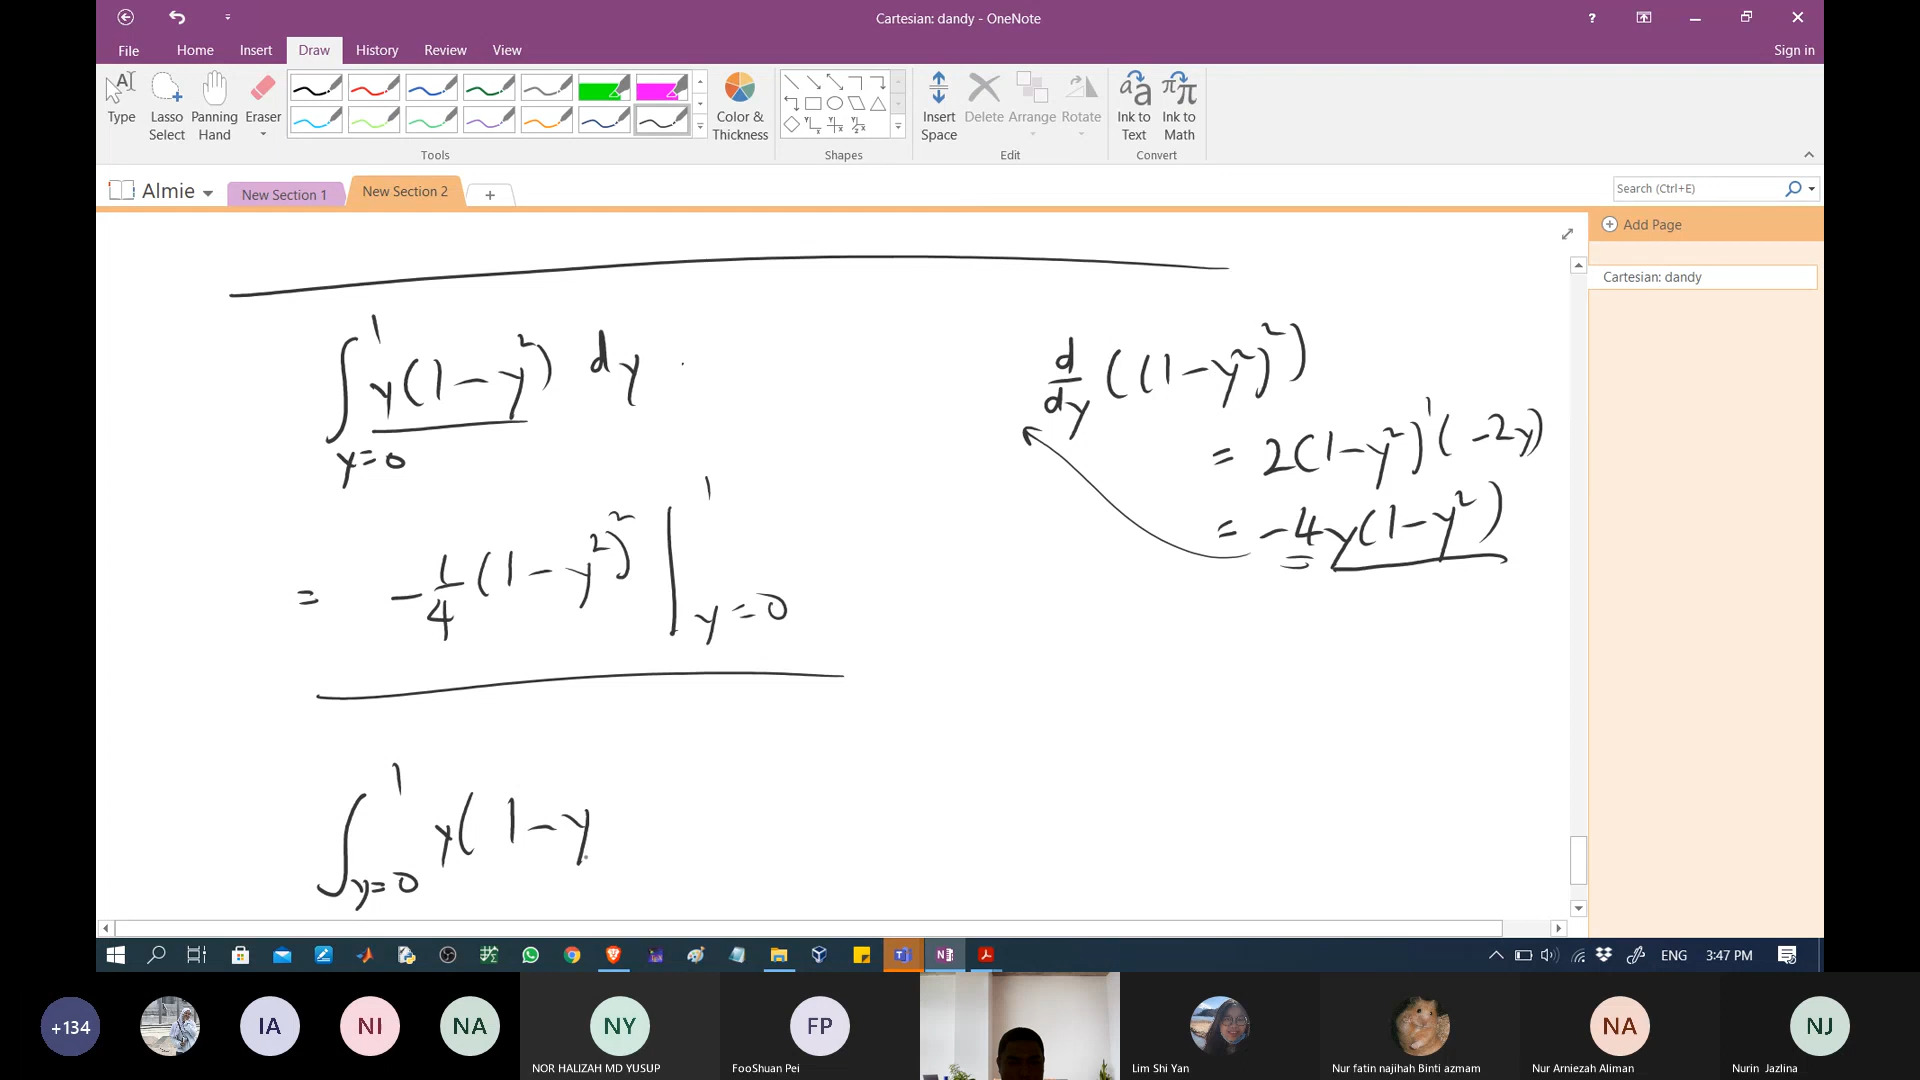 Cartesian: dandy - OneNote
?
File Home Insert Draw History Review View
Sign in
Type
Lasso Select
Panning Hand
Eraser
Color & Thickness
Insert Space
Delete
Arrange
Rotate
Ink to Text
Ink to Math
Tools
Shapes
Edit
Convert
Almie
New Section 1
New Section 2
+
Search (Ctrl+E)
Add Page
Cartesian: dandy
∫_{y=0}^{1} y(1-y²) dy
= -1/4 (1-y²)² |_{y=0}^{1}
∫_{y=0}^{1} y( 1-y
d/dy ((1-y²)²)
= 2(1-y²)¹(-2y)
= -4y(1-y²)
ENG 3:47 PM
+134
IA
NI
NA
NY
NOR HALIZAH MD YUSUP
FP
FooShuan Pei
Lim Shi Yan
Nur fatin najihah Binti azmam
NA
Nur Arniezah Aliman
NJ
Nurin Jazlina